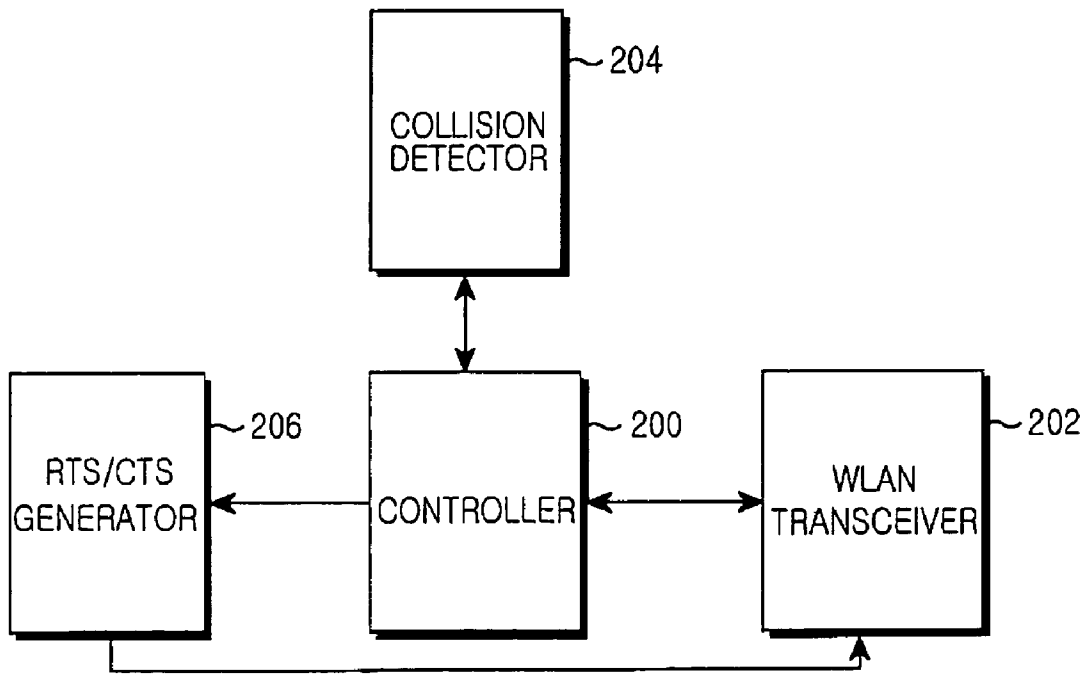 204
COLLISION
DETECTOR
206
RTS/CTS
GENERATOR
200
CONTROLLER
202
WLAN
TRANSCEIVER